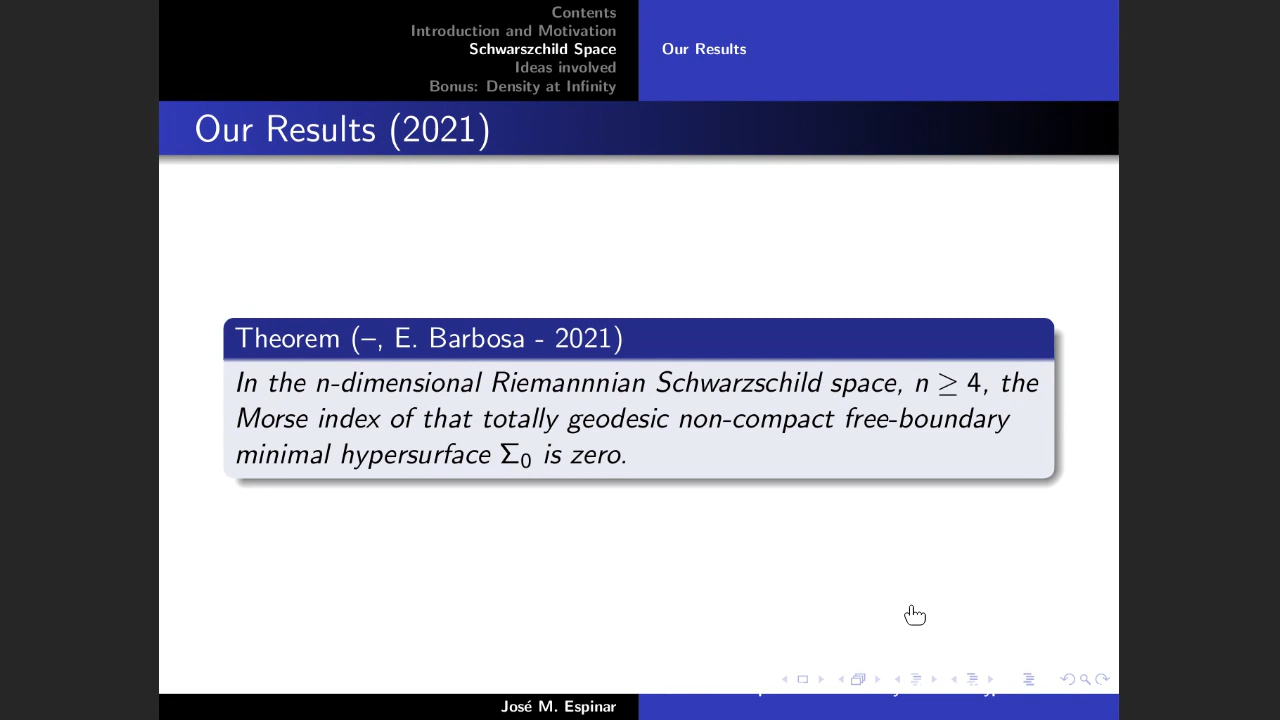 Contents
Introduction and Motivation
Schwarszchild Space
Ideas involved
Bonus: Density at Infinity
Our Results
Our Results (2021)
Theorem (–, E. Barbosa - 2021)
In the n-dimensional Riemannnian Schwarzschild space, n ≥ 4, the
Morse index of that totally geodesic non-compact free-boundary
minimal hypersurface Σ₀ is zero.
José M. Espinar